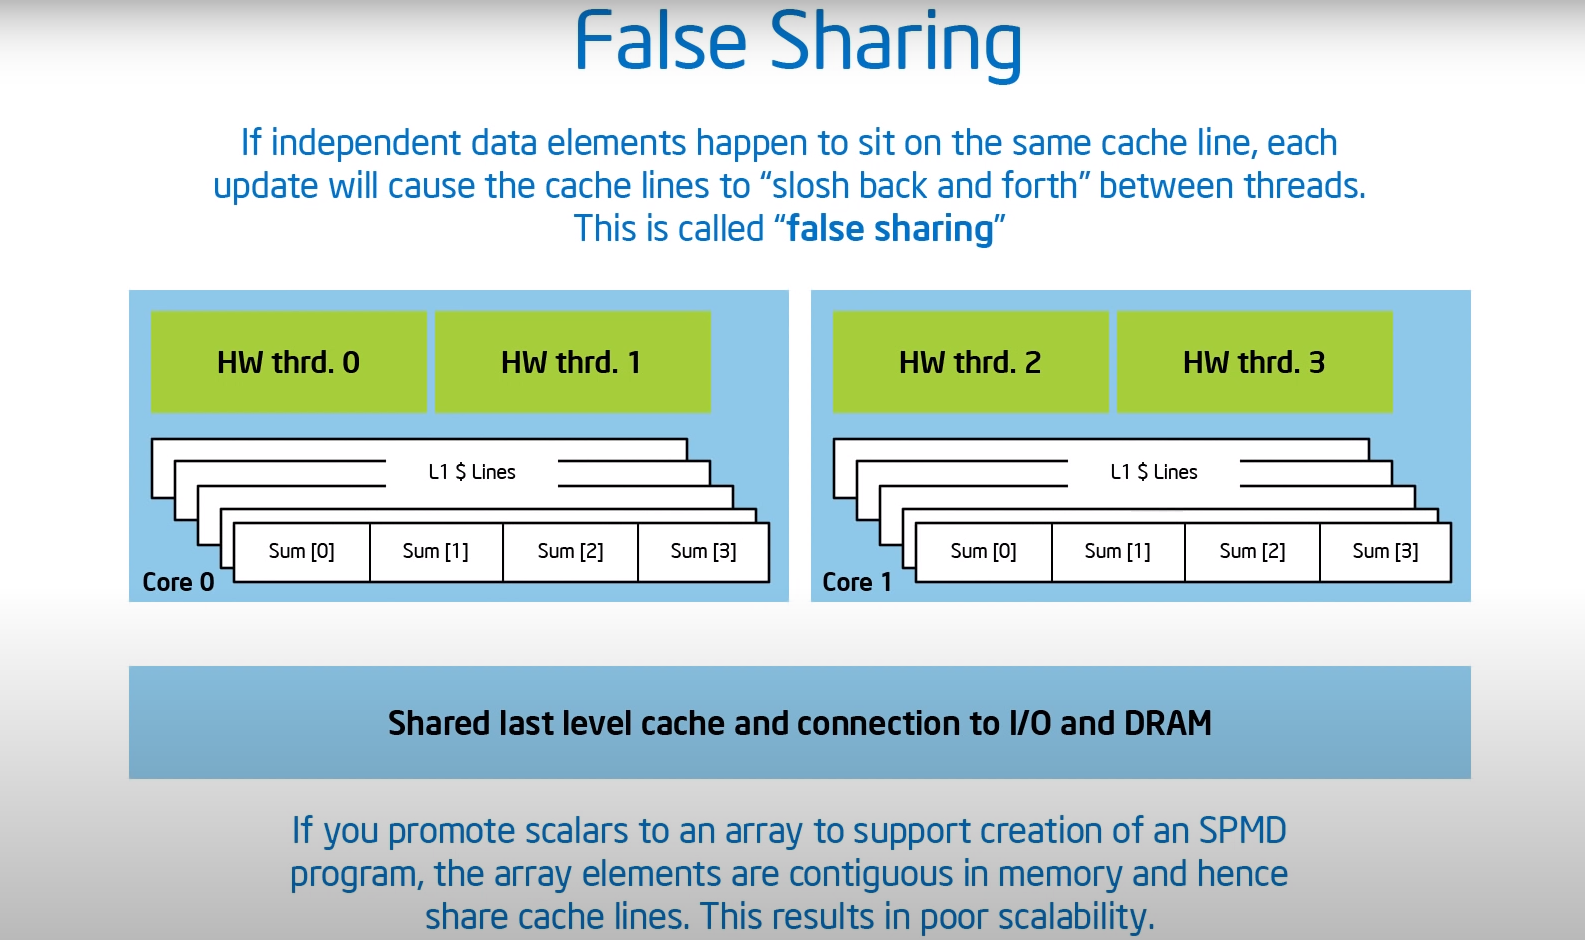 False Sharing
If independent data elements happen to sit on the same cache line, each
update will cause the cache lines to “slosh back and forth” between threads.
This is called “false sharing”
HW thrd. 0
HW thrd. 1
L1 $ Lines
Sum [0]
Sum [1]
Sum [2]
Sum [3]
Core 0
HW thrd. 2
HW thrd. 3
L1 $ Lines
Sum [0]
Sum [1]
Sum [2]
Sum [3]
Core 1
Shared last level cache and connection to I/O and DRAM
If you promote scalars to an array to support creation of an SPMD
program, the array elements are contiguous in memory and hence
share cache lines. This results in poor scalability.